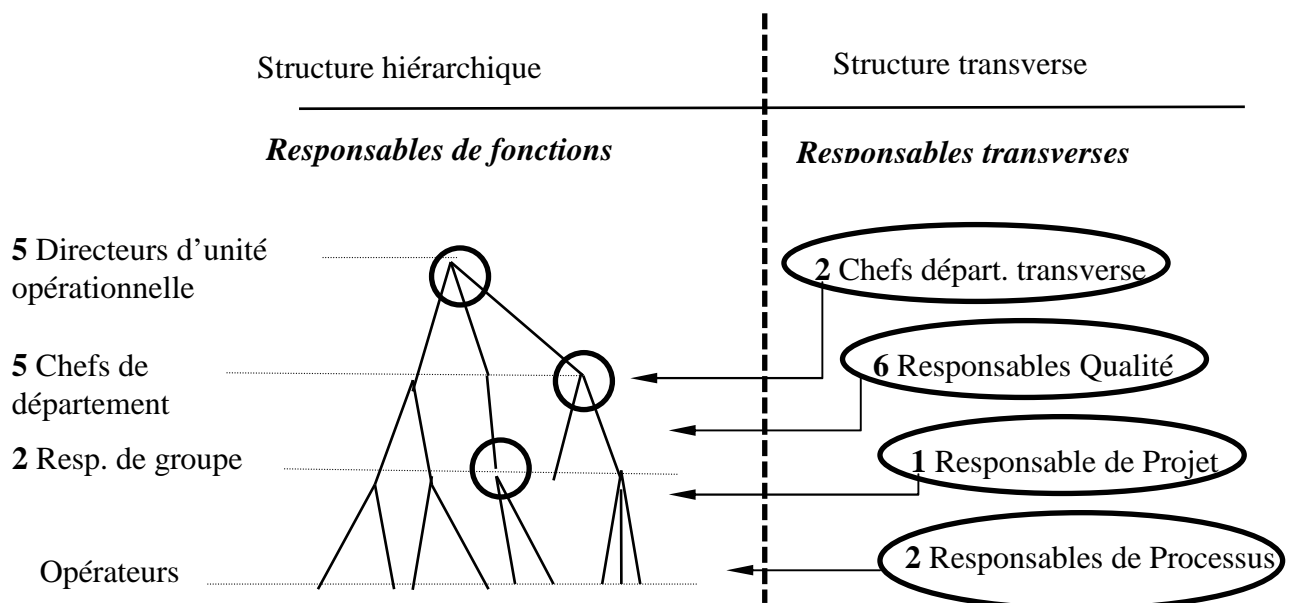 Structure hiérarchique
Structure transverse
Responsables de fonctions
Responsables transverses
5 Directeurs d’unité
opérationnelle
5 Chefs de
département
2 Resp. de groupe
Opérateurs
2 Chefs départ. transverse
6 Responsables Qualité
1 Responsable de Projet
2 Responsables de Processus